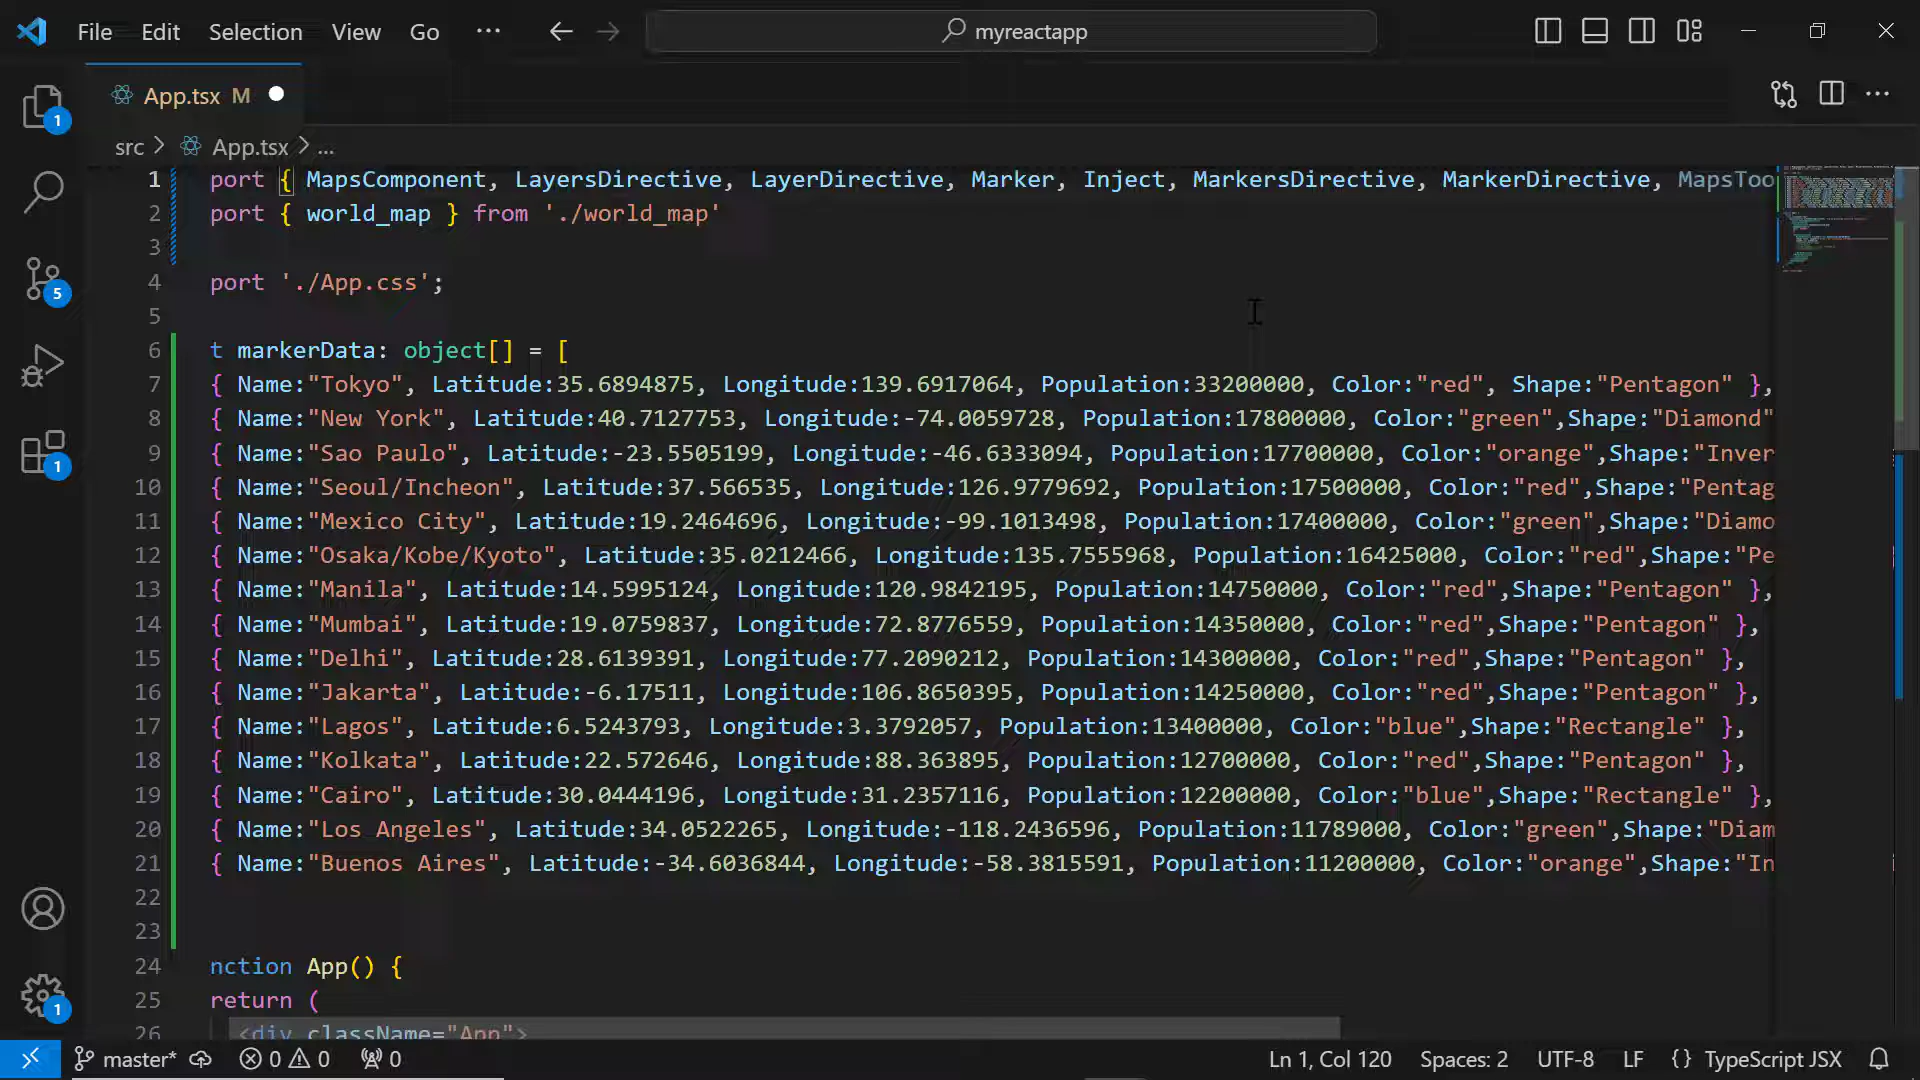 File Edit Selection View Go ··· myreactapp
App.tsx M
src > App.tsx > ...
1 port { MapsComponent, LayersDirective, LayerDirective, Marker, Inject, MarkersDirective, MarkerDirective, MapsToo
2 port { world_map } from './world_map'
3
4 port './App.css';
5
6 t markerData: object[] = [
7 { Name:"Tokyo", Latitude:35.6894875, Longitude:139.6917064, Population:33200000, Color:"red", Shape:"Pentagon" },
8 { Name:"New York", Latitude:40.7127753, Longitude:-74.0059728, Population:17800000, Color:"green",Shape:"Diamond"
9 { Name:"Sao Paulo", Latitude:-23.5505199, Longitude:-46.6333094, Population:17700000, Color:"orange",Shape:"Inver
10 { Name:"Seoul/Incheon", Latitude:37.566535, Longitude:126.9779692, Population:17500000, Color:"red",Shape:"Pentag
11 { Name:"Mexico City", Latitude:19.2464696, Longitude:-99.1013498, Population:17400000, Color:"green",Shape:"Diamo
12 { Name:"Osaka/Kobe/Kyoto", Latitude:35.0212466, Longitude:135.7555968, Population:16425000, Color:"red",Shape:"Pe
13 { Name:"Manila", Latitude:14.5995124, Longitude:120.9842195, Population:14750000, Color:"red",Shape:"Pentagon" },
14 { Name:"Mumbai", Latitude:19.0759837, Longitude:72.8776559, Population:14350000, Color:"red",Shape:"Pentagon" },
15 { Name:"Delhi", Latitude:28.6139391, Longitude:77.2090212, Population:14300000, Color:"red",Shape:"Pentagon" },
16 { Name:"Jakarta", Latitude:-6.17511, Longitude:106.8650395, Population:14250000, Color:"red",Shape:"Pentagon" },
17 { Name:"Lagos", Latitude:6.5243793, Longitude:3.3792057, Population:13400000, Color:"blue",Shape:"Rectangle" },
18 { Name:"Kolkata", Latitude:22.572646, Longitude:88.363895, Population:12700000, Color:"red",Shape:"Pentagon" },
19 { Name:"Cairo", Latitude:30.0444196, Longitude:31.2357116, Population:12200000, Color:"blue",Shape:"Rectangle" },
20 { Name:"Los Angeles", Latitude:34.0522265, Longitude:-118.2436596, Population:11789000, Color:"green",Shape:"Diam
21 { Name:"Buenos Aires", Latitude:-34.6036844, Longitude:-58.3815591, Population:11200000, Color:"orange",Shape:"In
22
23
24 nction App() {
25 return (
26 <div className="App">
1
5
1
1
master* 0 0 0 Ln 1, Col 120 Spaces: 2 UTF-8 LF {} TypeScript JSX